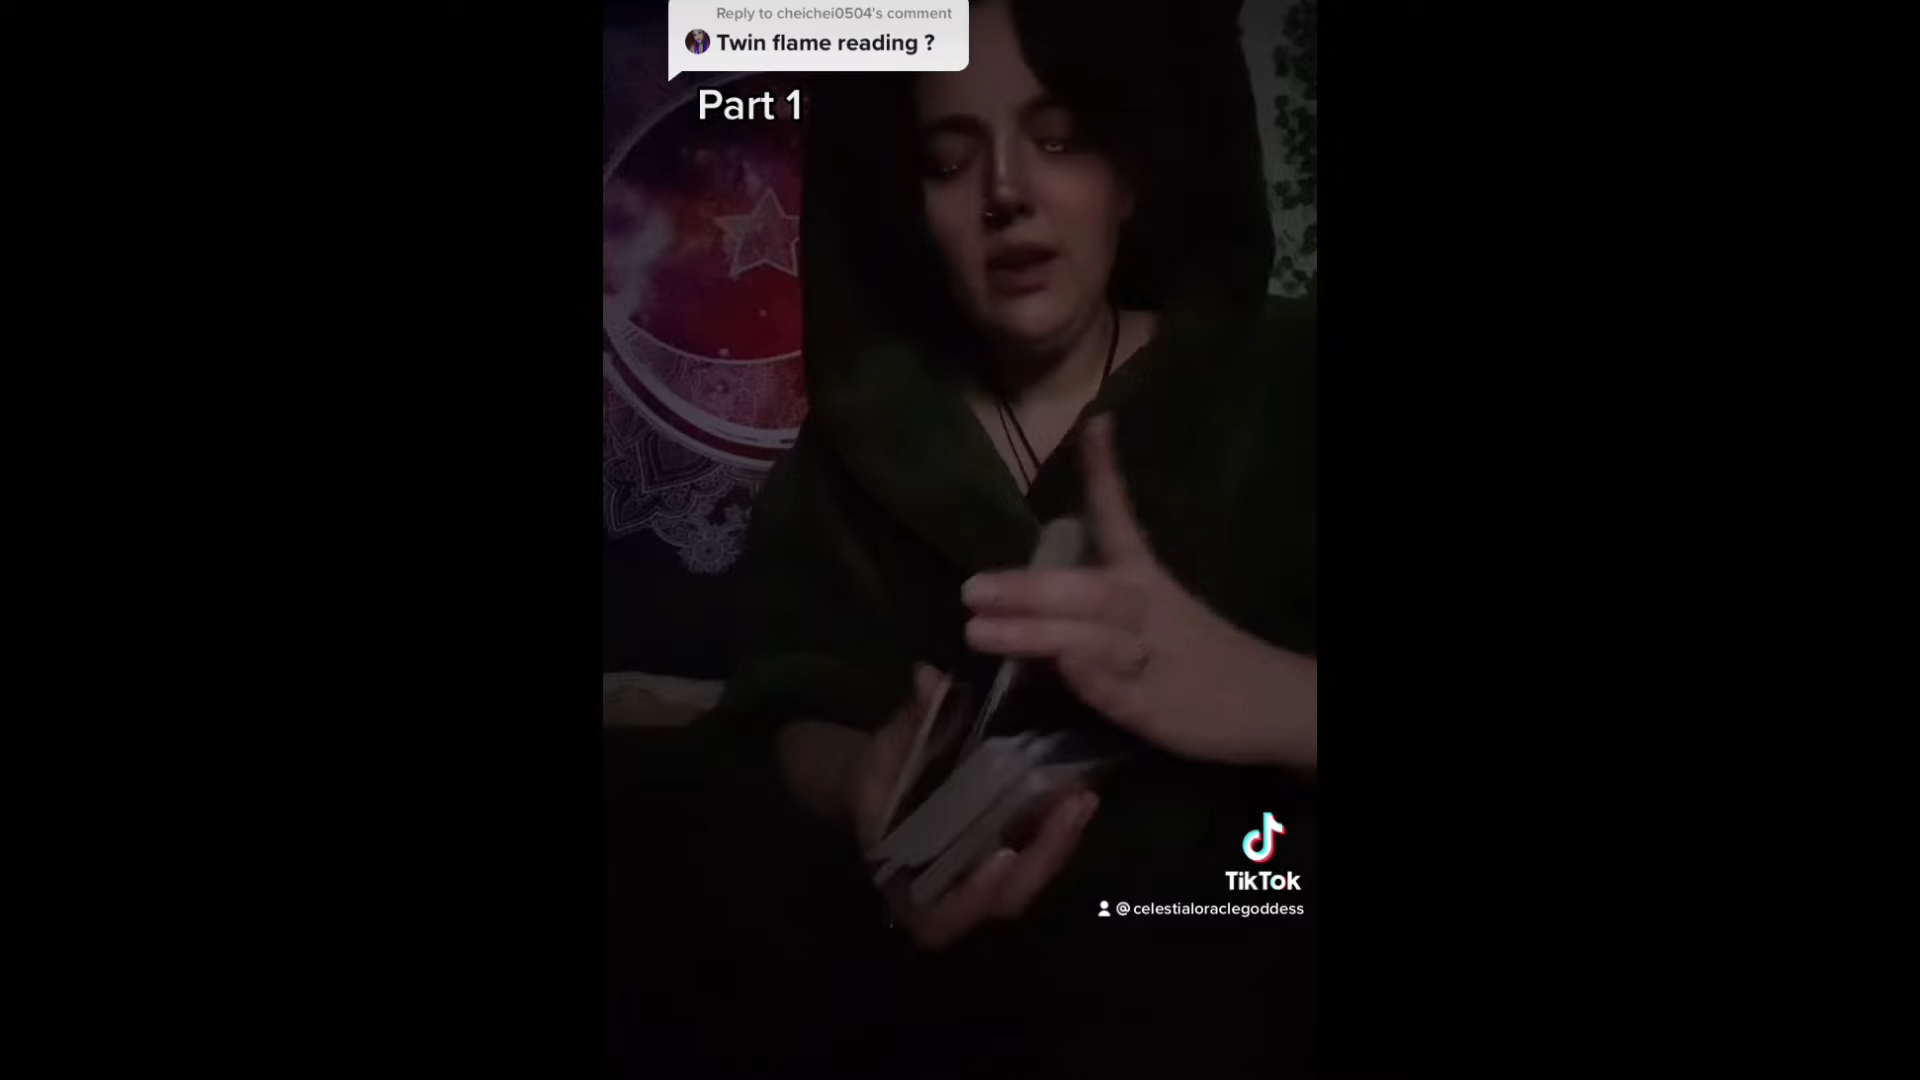 Reply to cheichei0504's comment
Twin flame reading ?
Part 1
TikTok
@celestialoraclegoddess